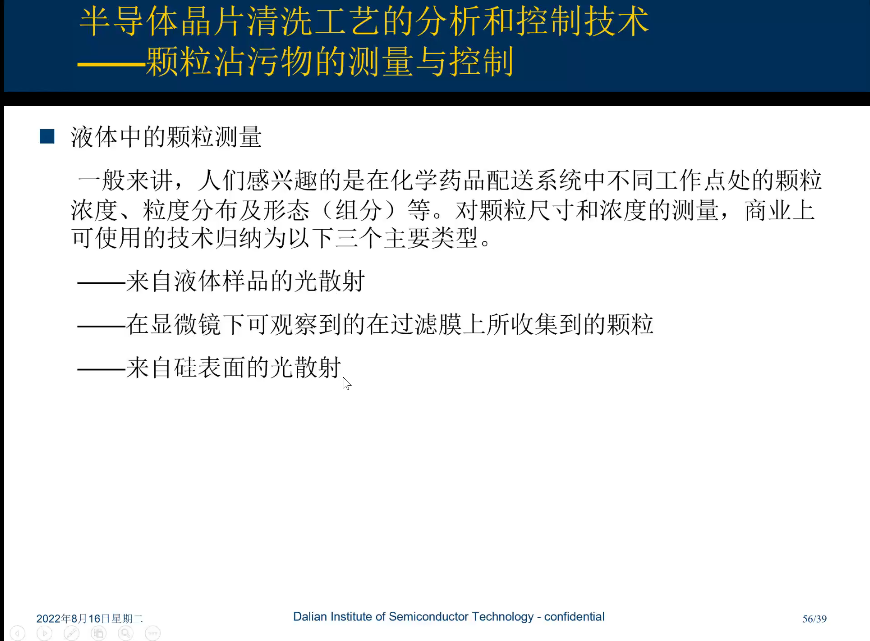 半导体晶片清洗工艺的分析和控制技术
——颗粒沾污物的测量与控制
液体中的颗粒测量
一般来讲，人们感兴趣的是在化学药品配送系统中不同工作点处的颗粒
浓度、粒度分布及形态（组分）等。对颗粒尺寸和浓度的测量，商业上
可使用的技术归纳为以下三个主要类型。
——来自液体样品的光散射
——在显微镜下可观察到的在过滤膜上所收集到的颗粒
——来自硅表面的光散射
2022年8月16日星期二
Dalian Institute of Semiconductor Technology - confidential
56/39